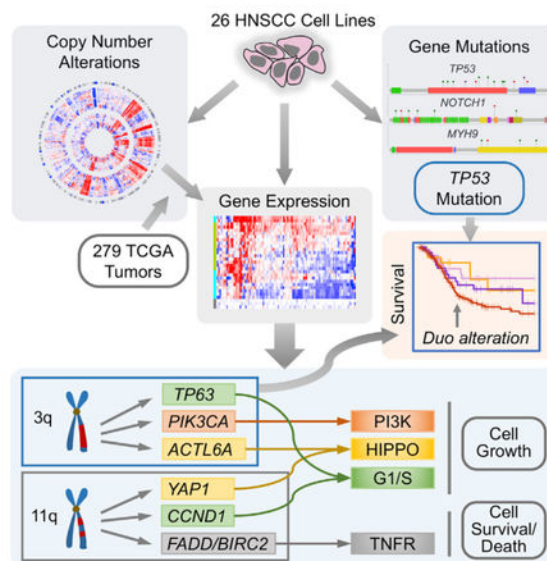 26 HNSCC Cell Lines
Copy Number
Alterations
Gene Mutations
TP53
NOTCH1
MYH9
TP53
Mutation
Gene Expression
279 TCGA
Tumors
Survival
Duo alteration
3q
TP63
PIK3CA
ACTL6A
PI3K
HIPPO
G1/S
Cell
Growth
11q
YAP1
CCND1
FADD/BIRC2
TNFR
Cell
Survival/
Death